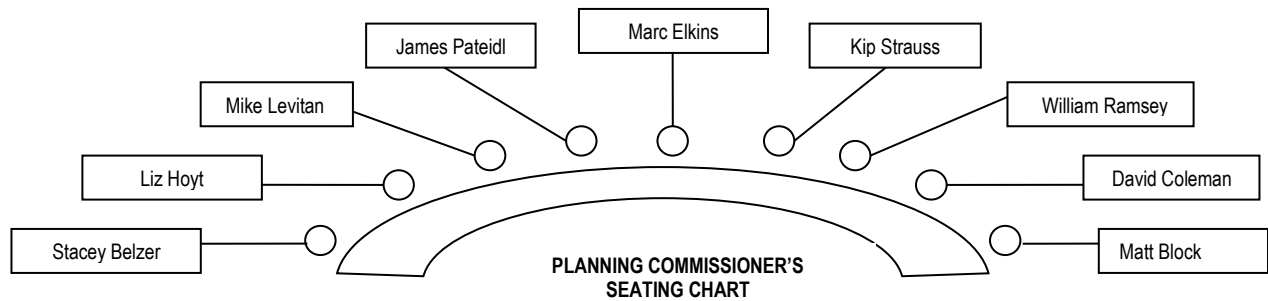 Marc Elkins
James Pateidl
Kip Strauss
Mike Levitan
William Ramsey
Liz Hoyt
David Coleman
Stacey Belzer
Matt Block
PLANNING COMMISSIONER'S
SEATING CHART